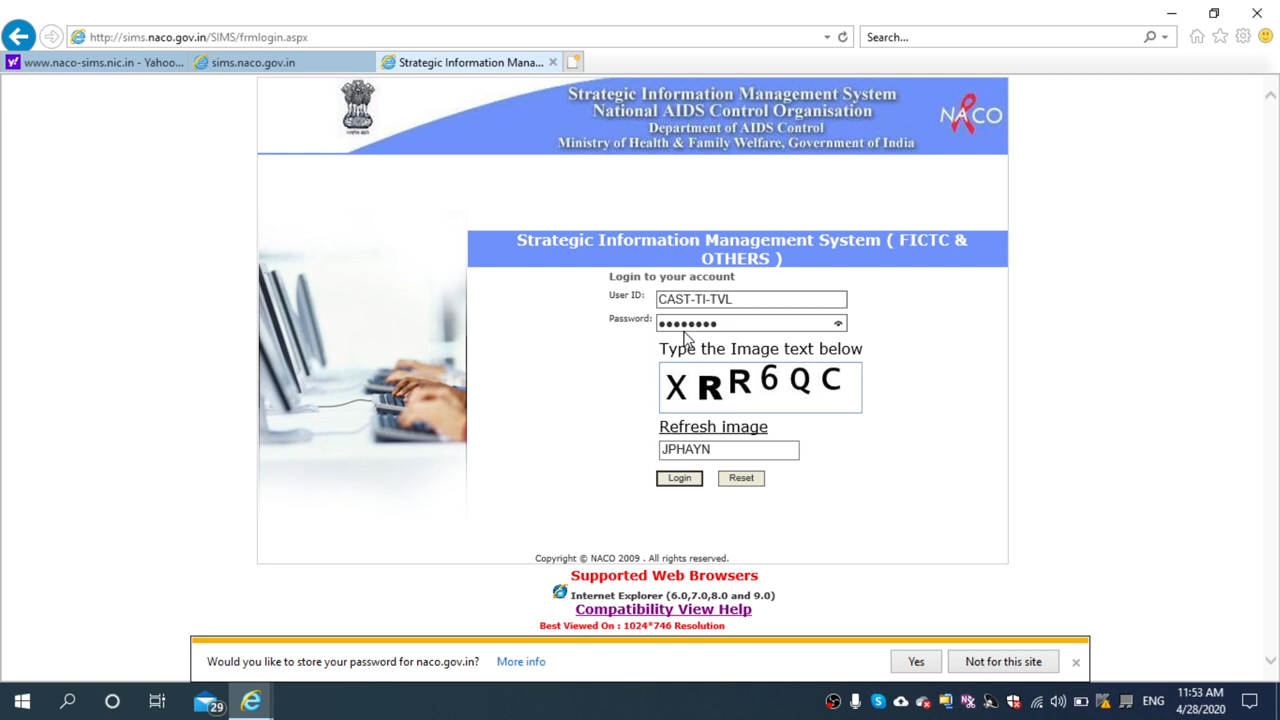 http://sims.naco.gov.in/SIMS/frmlogin.aspx
Search...
www.naco-sims.nic.in - Yahoo...
sims.naco.gov.in
Strategic Information Mana...
Strategic Information Management System
National AIDS Control Organisation
Department of AIDS Control
Ministry of Health & Family Welfare, Government of India
NACO
Strategic Information Management System ( FICTC &
OTHERS )
Login to your account
User ID: CAST-TI-TVL
Password: ••••••••
Type the Image text below
XRR6QC
Refresh image
JPHAYN
Login Reset
Copyright © NACO 2009 . All rights reserved.
Supported Web Browsers
Internet Explorer (6.0,7.0,8.0 and 9.0)
Compatibility View Help
Best Viewed On : 1024*746 Resolution
Would you like to store your password for naco.gov.in? More info Yes Not for this site
29
ENG
11:53 AM
4/28/2020